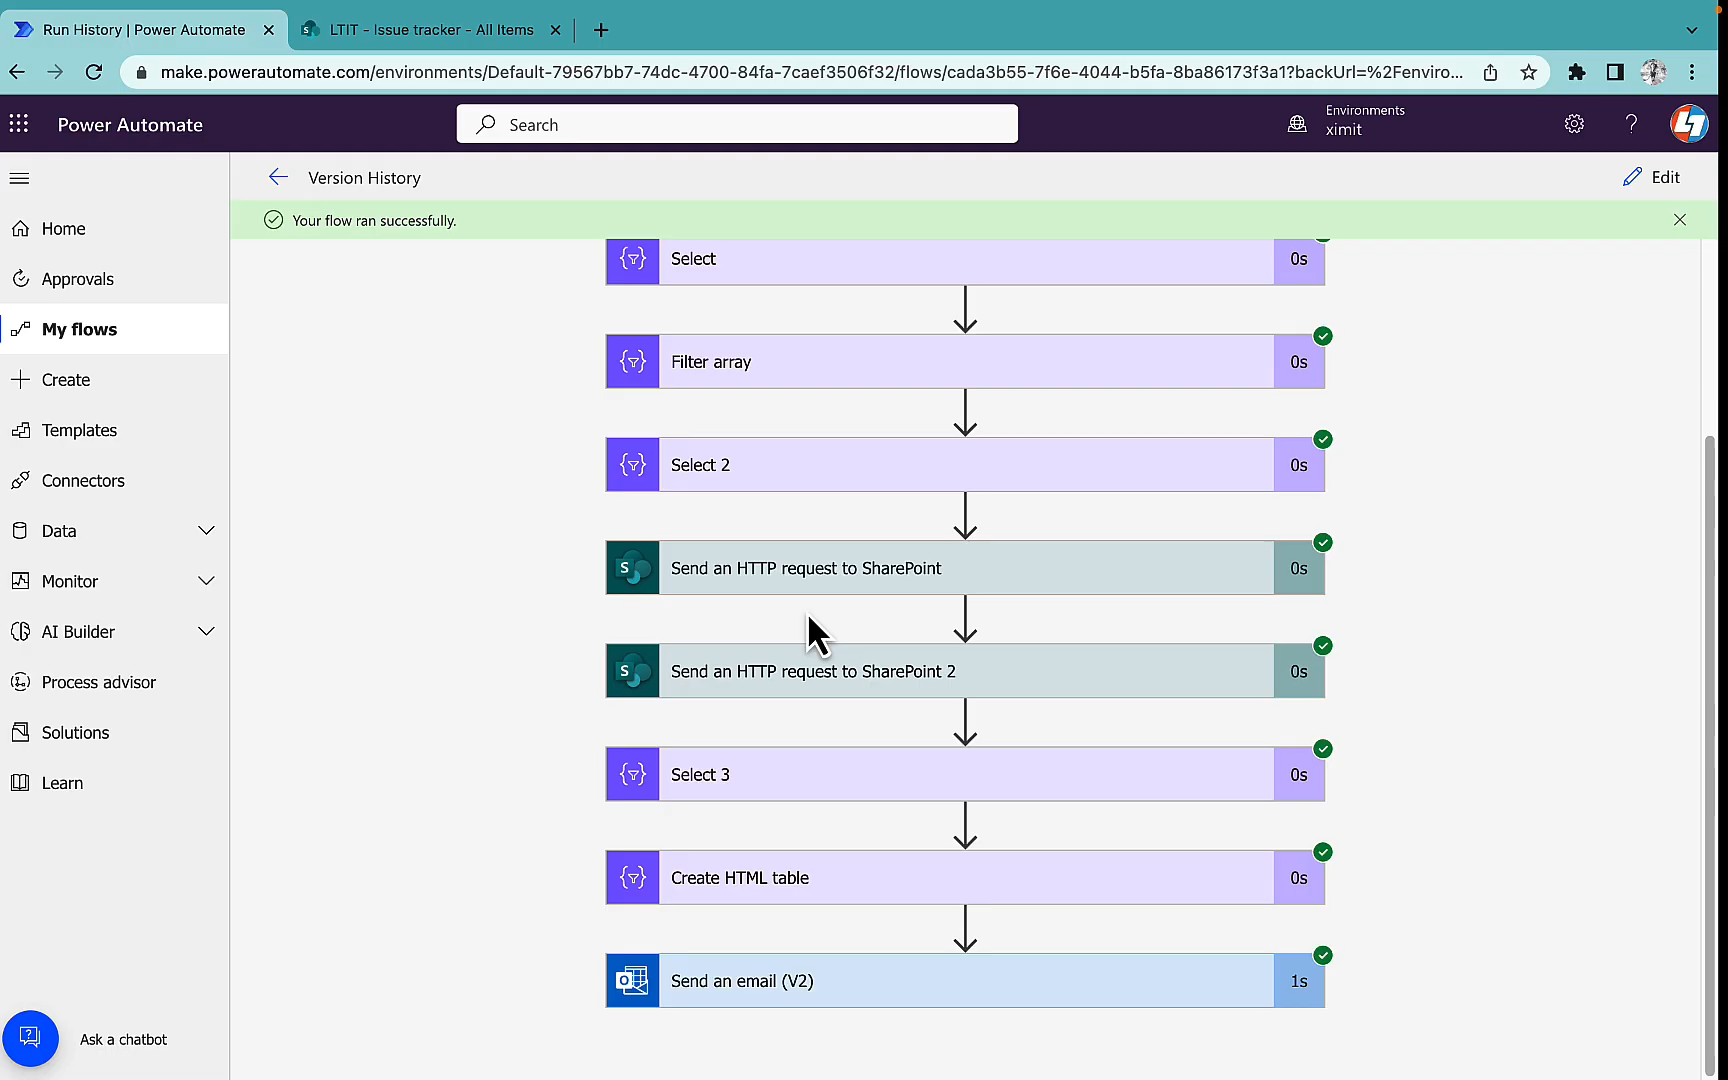 Run History | Power Automate
LTIT - Issue tracker - All Items
make.powerautomate.com/environments/Default-79567bb7-74dc-4700-84fa-7caef3506f32/flows/cada3b55-7f6e-4044-b5fa-8ba86173f3a1?backUrl=%2Fenviro...
Power Automate
Search
Environments
ximit
Version History
Edit
Your flow ran successfully.
Home
Approvals
My flows
Create
Templates
Connectors
Data
Monitor
AI Builder
Process advisor
Solutions
Learn
Ask a chatbot
Select 0s
Filter array 0s
Select 2 0s
Send an HTTP request to SharePoint 0s
Send an HTTP request to SharePoint 2 0s
Select 3 0s
Create HTML table 0s
Send an email (V2) 1s